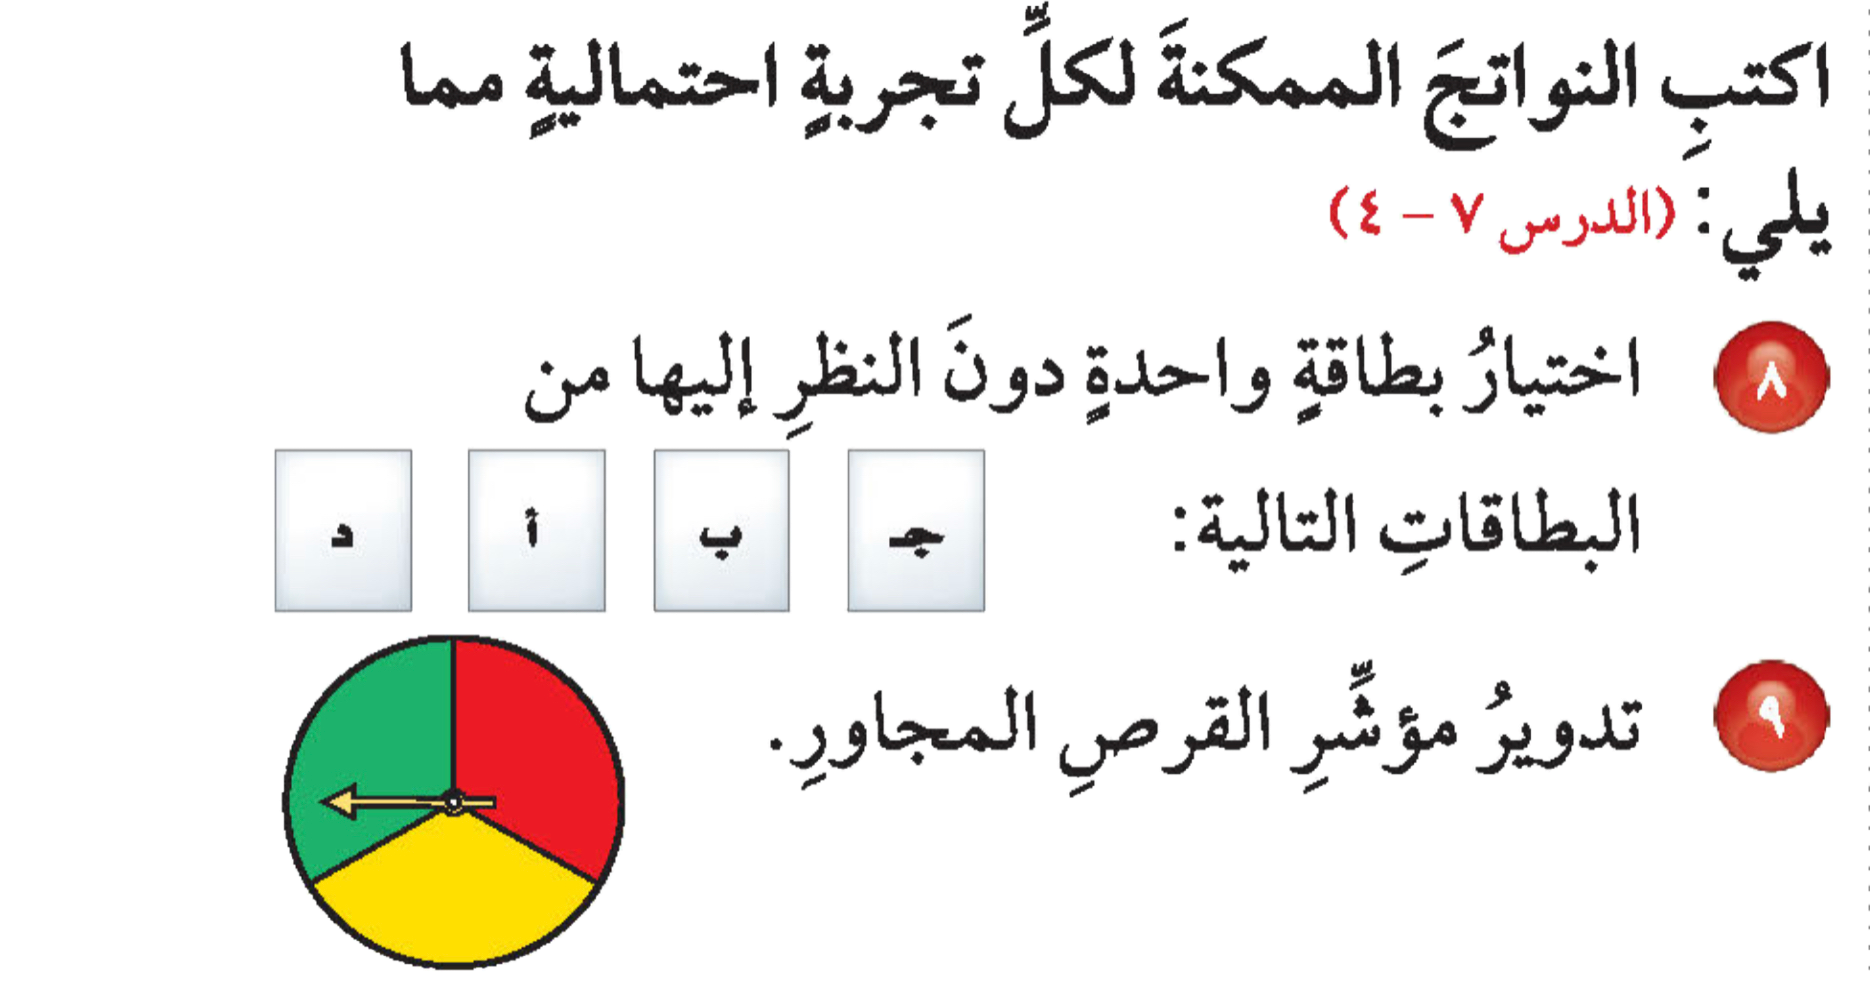 اكتبِ النواتجَ الممكنةَ لكلِّ تجربةٍ احتماليةٍ مما
يلي: (الدرس ٧ – ٤)
٨ اختيارُ بطاقةٍ واحدةٍ دونَ النظرِ إليها من
البطاقاتِ التالية: جـ ب أ د
٩ تدويرُ مؤشِّرِ القرصِ المجاورِ.